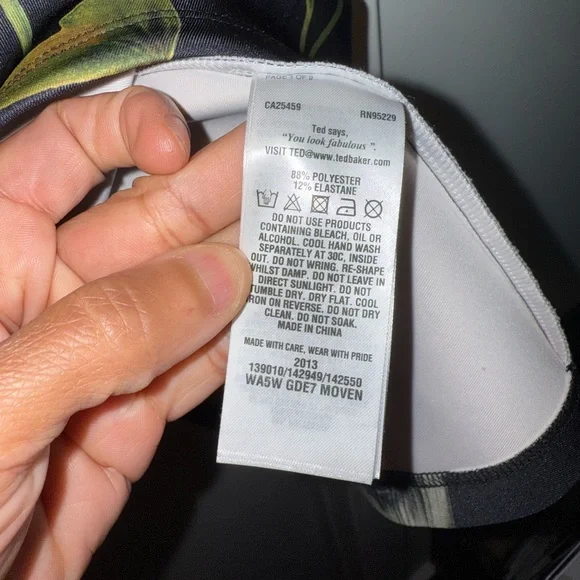 PAGE 1 OF 9
CA25459 RN95229
Ted says,
"You look fabulous".
VISIT TED@www.tedbaker.com
88% POLYESTER
12% ELASTANE
DO NOT USE PRODUCTS
CONTAINING BLEACH, OIL OR
ALCOHOL. COOL HAND WASH
SEPARATELY AT 30C, INSIDE
OUT. DO NOT WRING. RE-SHAPE
WHILST DAMP. DO NOT LEAVE IN
DIRECT SUNLIGHT. DO NOT
TUMBLE DRY. DRY FLAT. COOL
IRON ON REVERSE. DO NOT DRY
CLEAN. DO NOT SOAK.
MADE IN CHINA
MADE WITH CARE, WEAR WITH PRIDE
2013
139010/142949/142550
WA5W GDE7 MOVEN